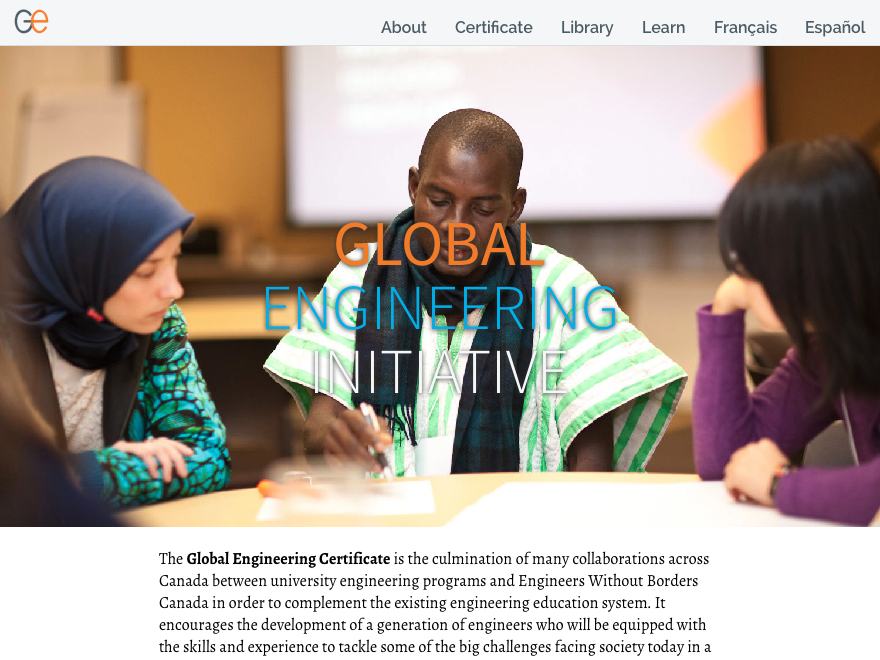 Ge
About Certificate Library Learn Français Español
GLOBAL
ENGINEERING
INITIATIVE
The Global Engineering Certificate is the culmination of many collaborations across
Canada between university engineering programs and Engineers Without Borders
Canada in order to complement the existing engineering education system. It
encourages the development of a generation of engineers who will be equipped with
the skills and experience to tackle some of the big challenges facing society today in a